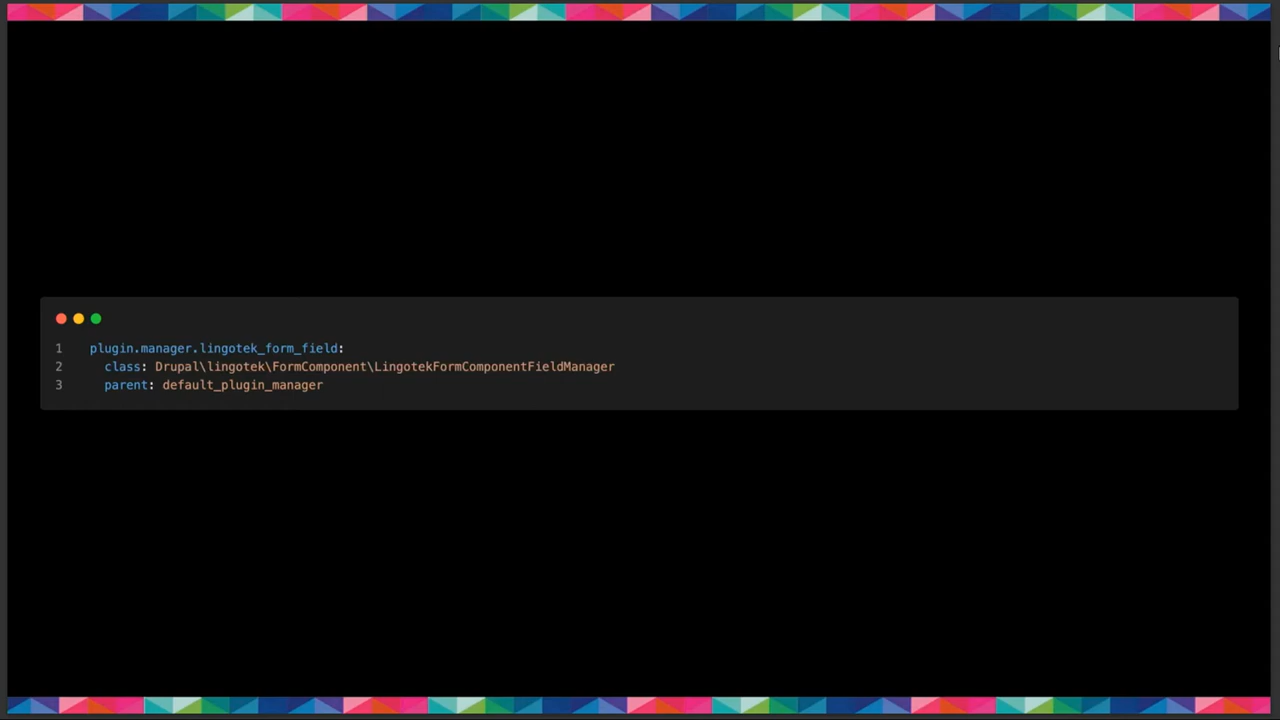 1 plugin.manager.lingotek_form_field:
2 class: Drupal\lingotek\FormComponent\LingotekFormComponentFieldManager
3 parent: default_plugin_manager